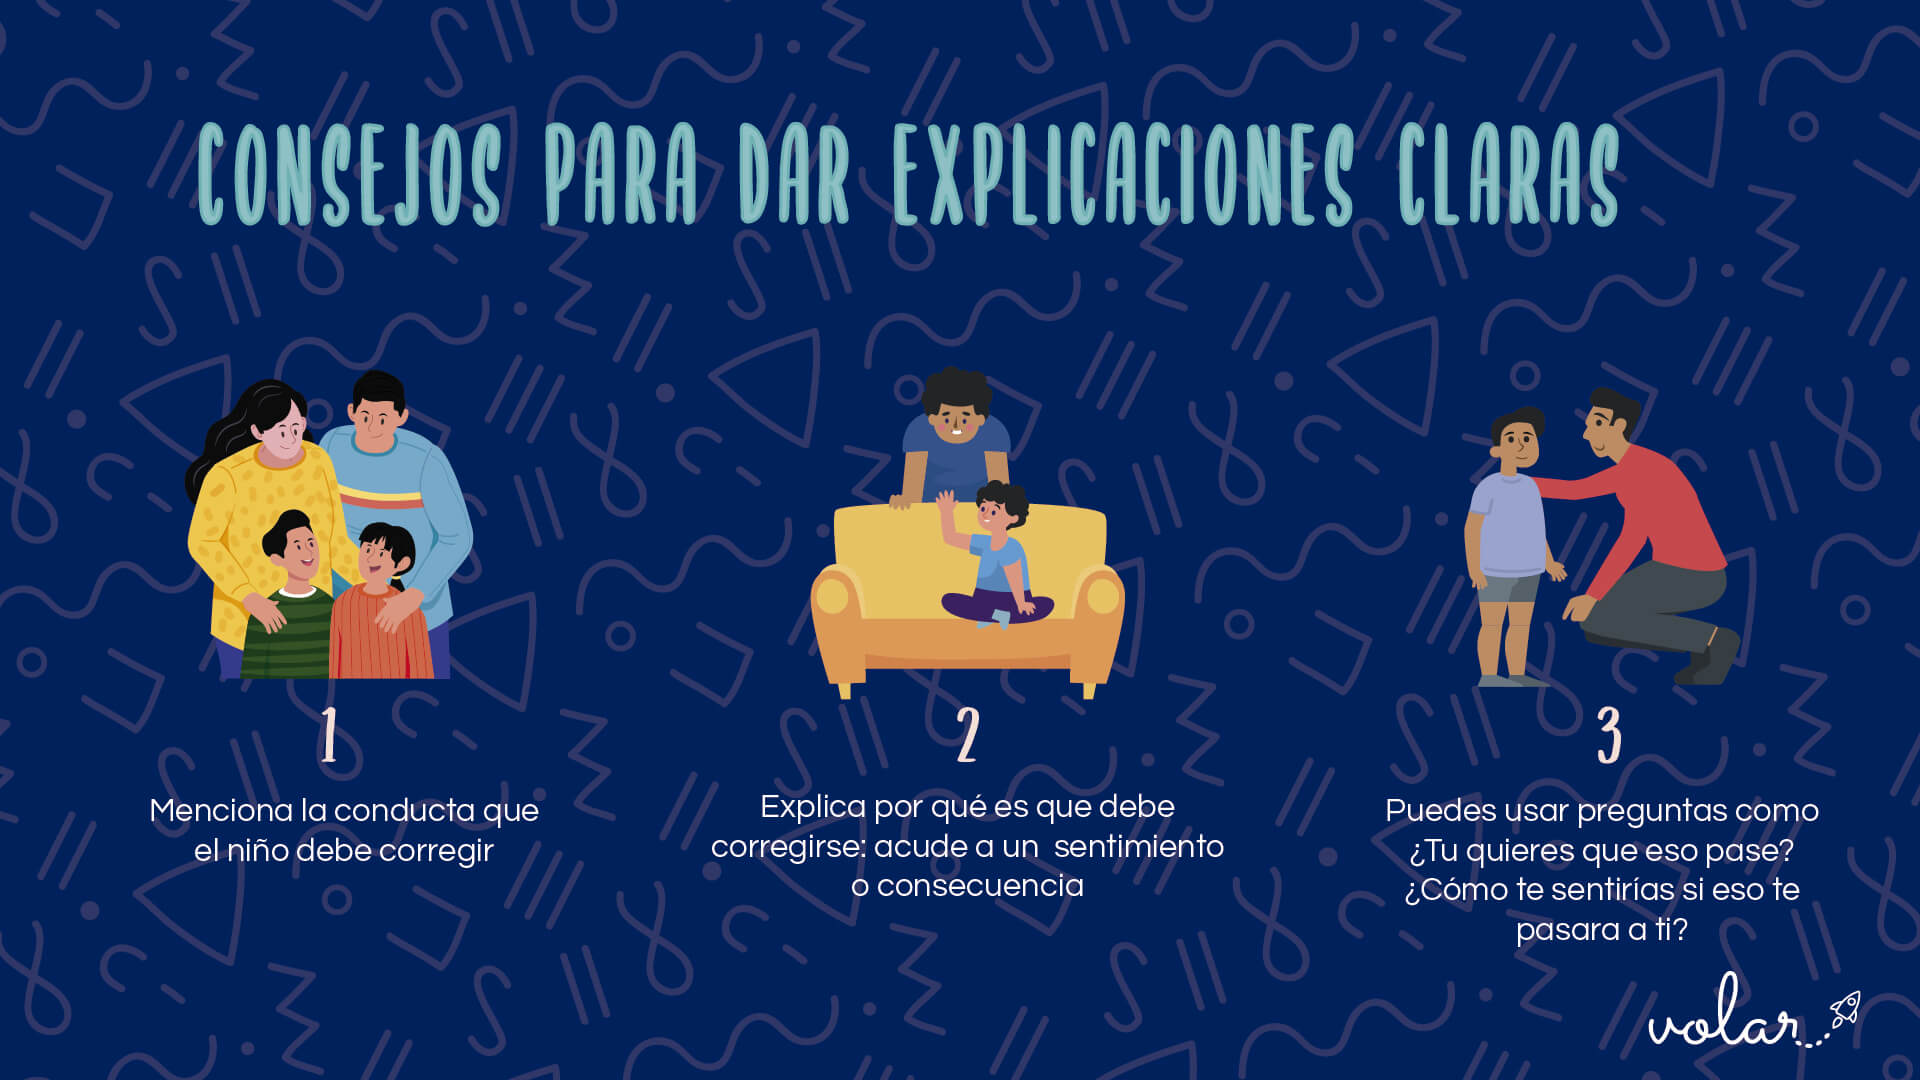 CONSEJOS PARA DAR EXPLICACIONES CLARAS
1
Menciona la conducta que
el niño debe corregir
2
Explica por qué es que debe
corregirse: acude a un sentimiento
o consecuencia
3
Puedes usar preguntas como
¿Tu quieres que eso pase?
¿Cómo te sentirías si eso te
pasara a ti?
volar